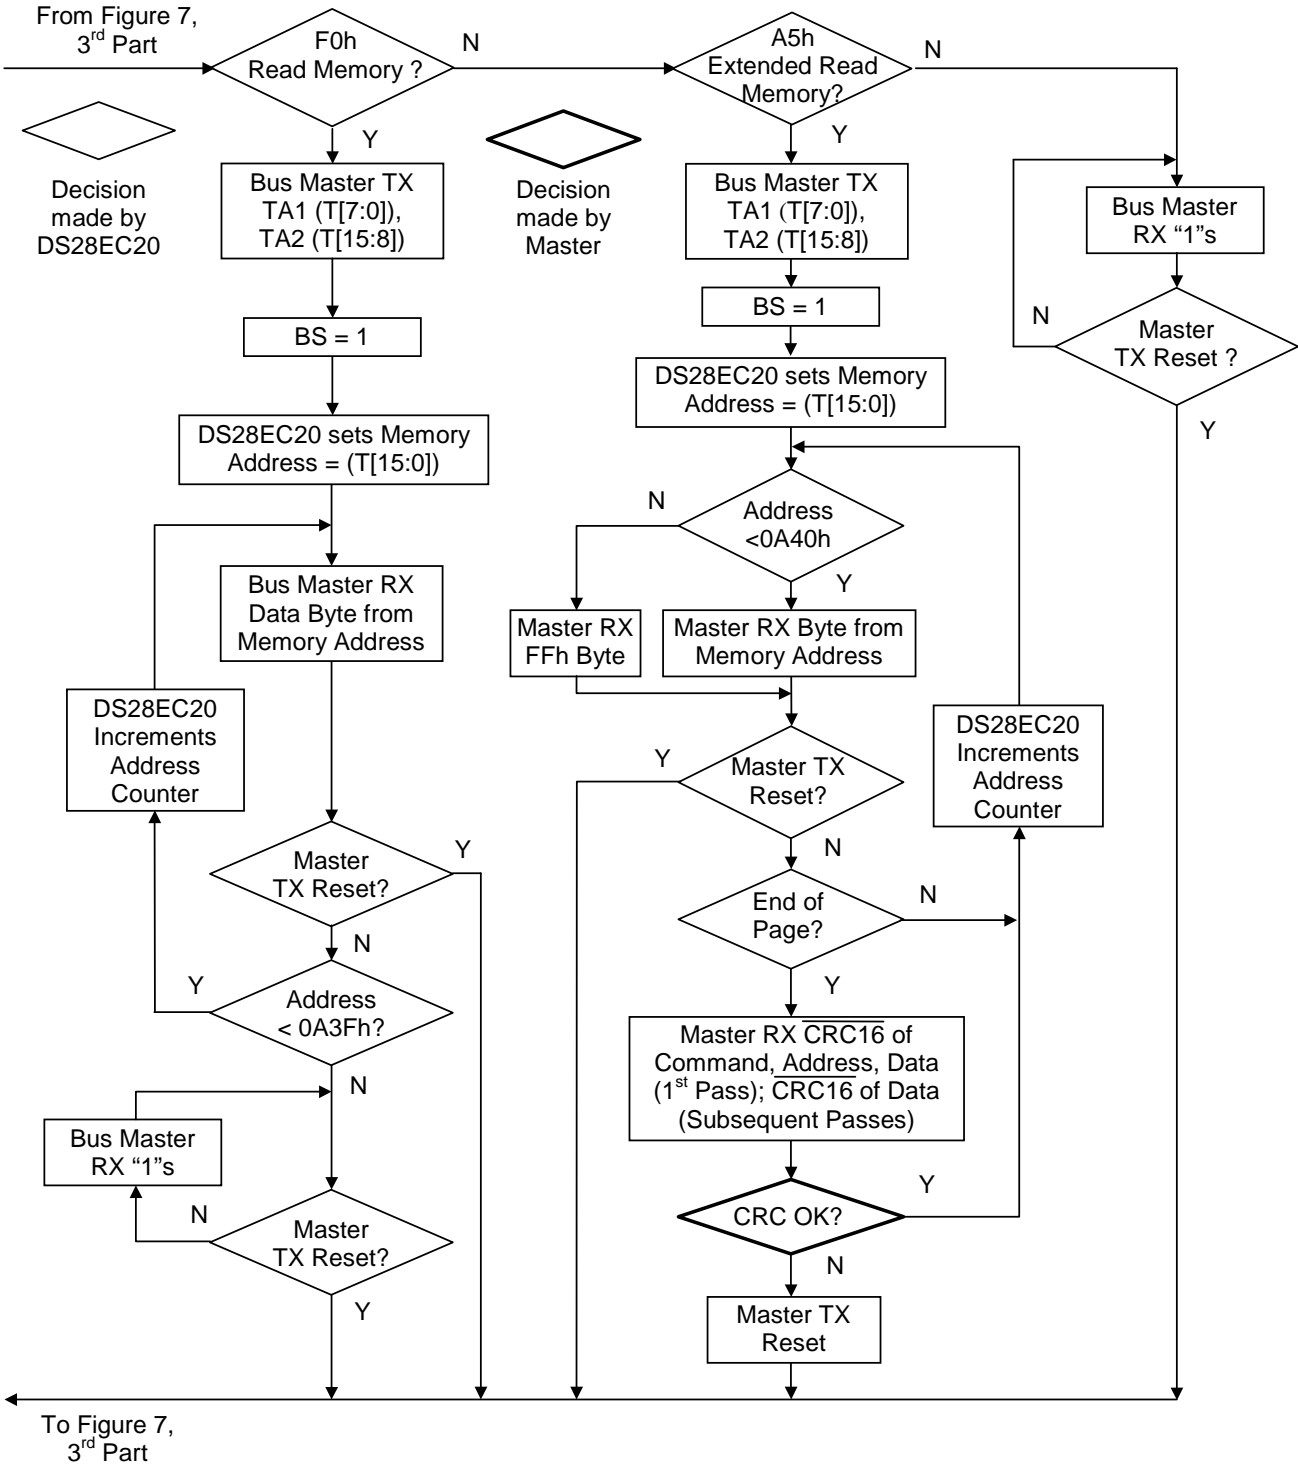 From Figure 7,
3rd Part
F0h
Read Memory ?
N
Y
A5h
Extended Read
Memory?
N
Y
Decision
made by
DS28EC20
Decision
made by
Master
Bus Master TX
TA1 (T[7:0]),
TA2 (T[15:8])
BS = 1
DS28EC20 sets Memory
Address = (T[15:0])
Bus Master RX
Data Byte from
Memory Address
DS28EC20
Increments
Address
Counter
Master
TX Reset?
Y
N
Address
< 0A3Fh?
Y
N
Bus Master
RX “1”s
Master
TX Reset?
N
Y
Bus Master TX
TA1 (T[7:0]),
TA2 (T[15:8])
BS = 1
DS28EC20 sets Memory
Address = (T[15:0])
Address
<0A40h
N
Y
Master RX
FFh Byte
Master RX Byte from
Memory Address
Master TX
Reset?
Y
N
DS28EC20
Increments
Address
Counter
End of
Page?
N
Y
Master RX CRC16 of
Command, Address, Data
(1st Pass); CRC16 of Data
(Subsequent Passes)
CRC OK?
Y
N
Master TX
Reset
Bus Master
RX “1”s
Master
TX Reset ?
N
Y
To Figure 7,
3rd Part